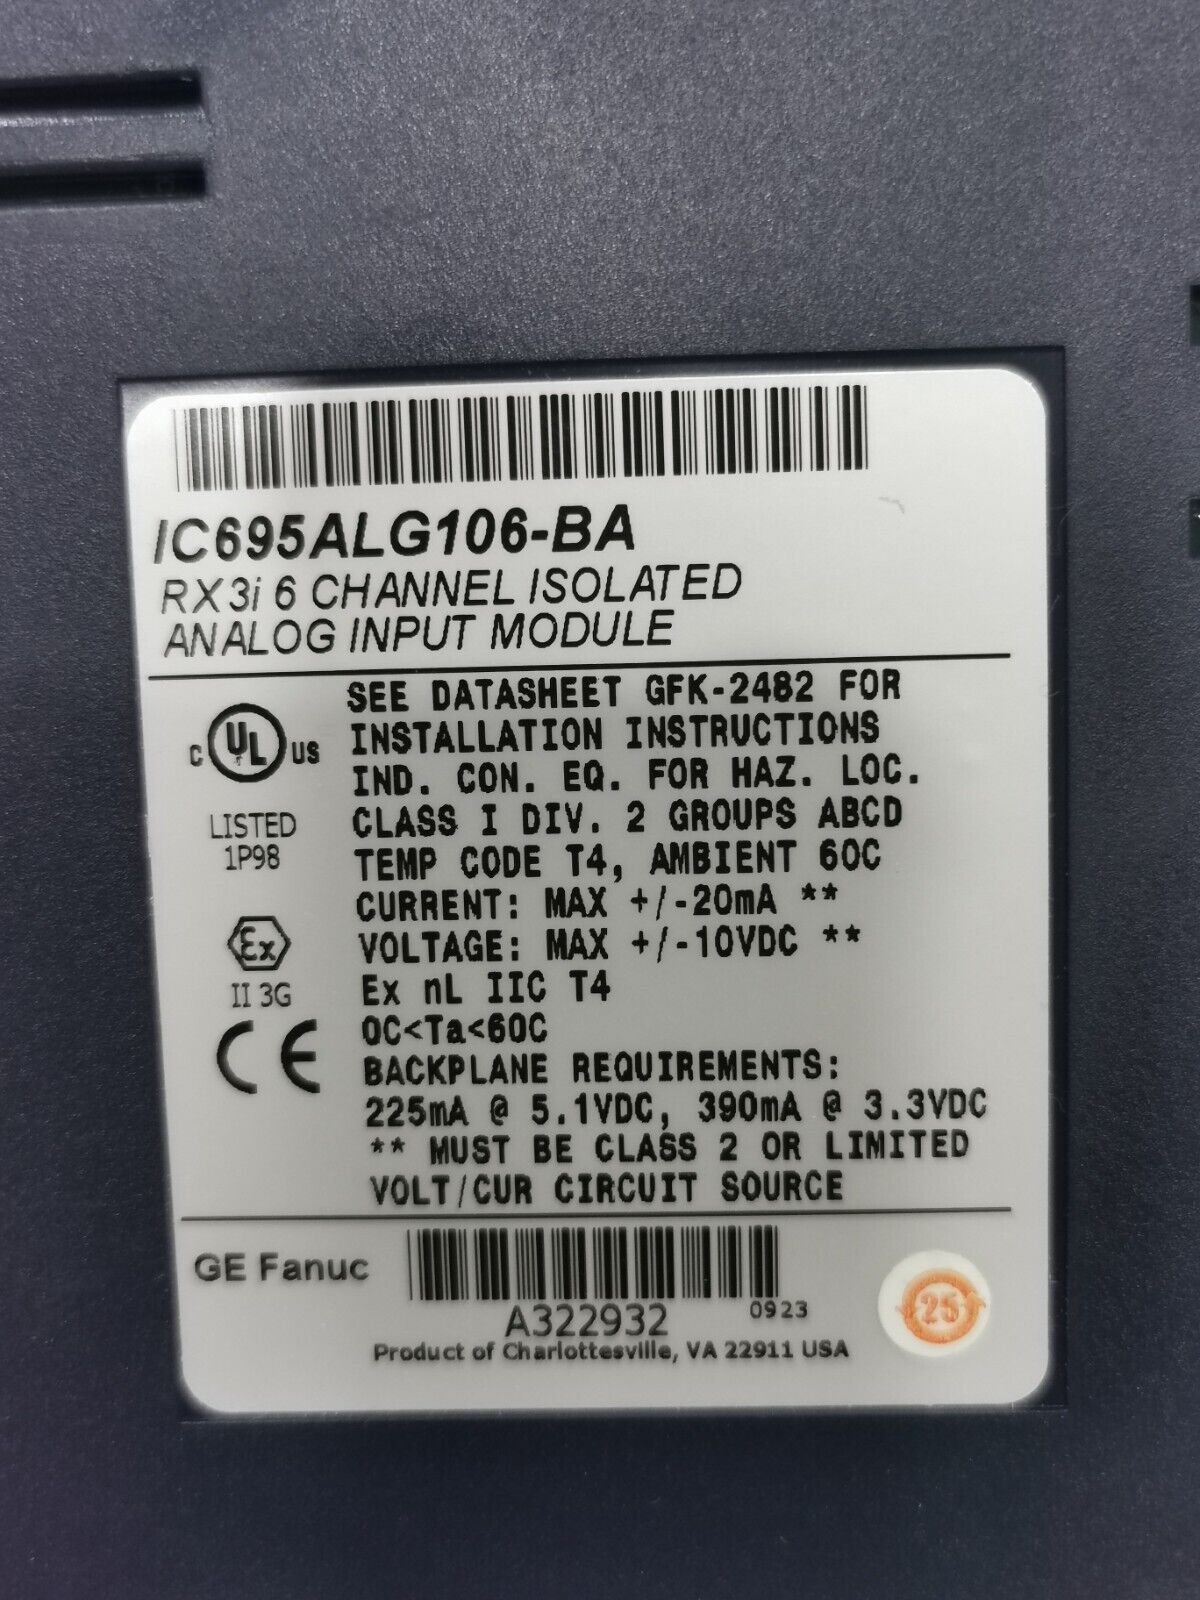 IC695ALG106-BA
RX3i 6 CHANNEL ISOLATED
ANALOG INPUT MODULE
SEE DATASHEET GFK-2482 FOR
INSTALLATION INSTRUCTIONS
IND. CON. EQ. FOR HAZ. LOC.
CLASS I DIV. 2 GROUPS ABCD
TEMP CODE T4, AMBIENT 60C
CURRENT: MAX +/-20mA **
VOLTAGE: MAX +/-10VDC **
Ex nL IIC T4
0C<Ta<60C
BACKPLANE REQUIREMENTS:
225mA @ 5.1VDC, 390mA @ 3.3VDC
** MUST BE CLASS 2 OR LIMITED
VOLT/CUR CIRCUIT SOURCE
C UL US
LISTED
1P98
Ex
II 3G
CE
GE Fanuc
A322932
0923
Product of Charlottesville, VA 22911 USA
25